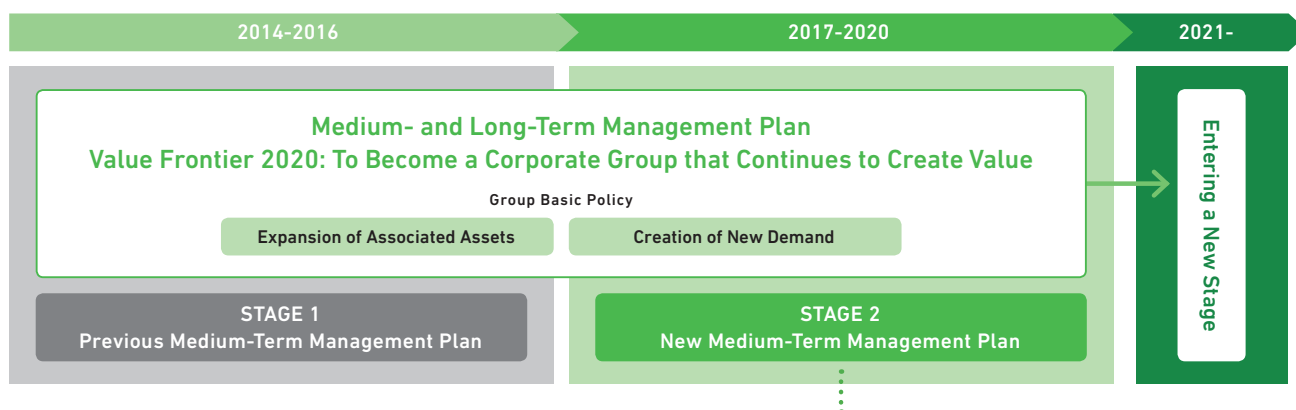 2014-2016
2017-2020
2021-
Medium- and Long-Term Management Plan
Value Frontier 2020: To Become a Corporate Group that Continues to Create Value
Group Basic Policy
Expansion of Associated Assets
Creation of New Demand
STAGE 1
Previous Medium-Term Management Plan
STAGE 2
New Medium-Term Management Plan
Entering a New Stage